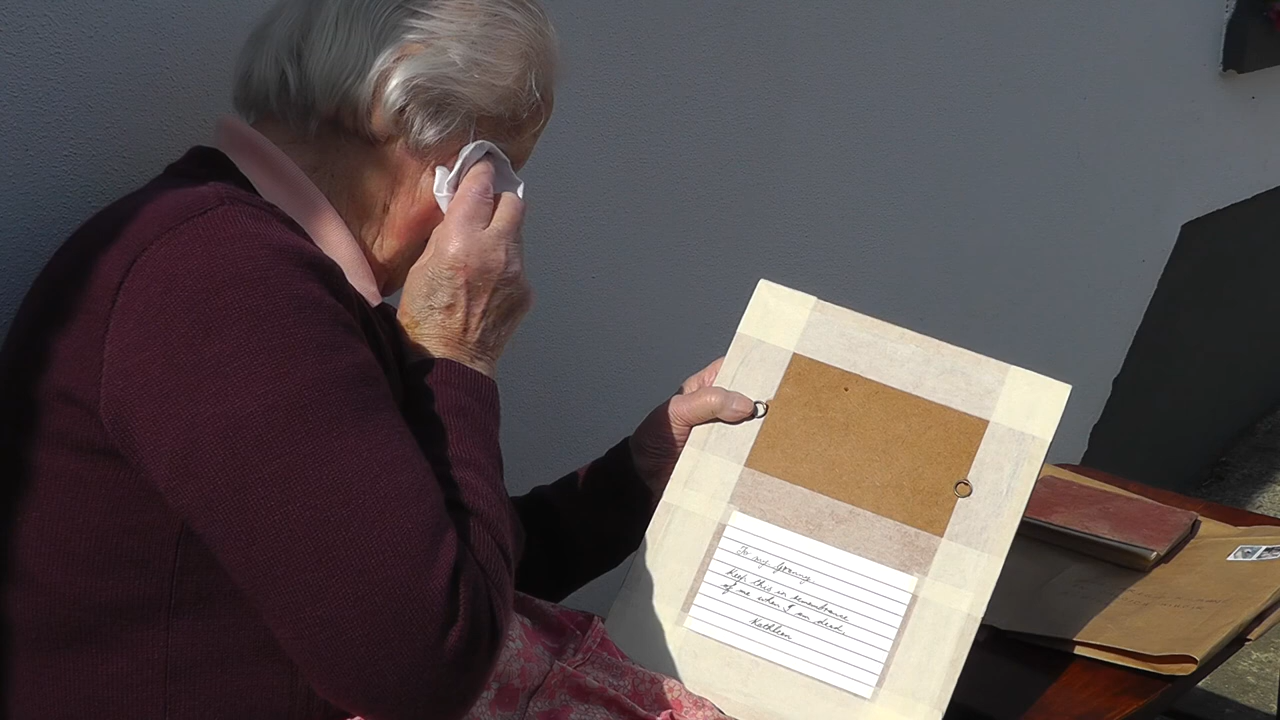 To my Granny.
Keep this in remembrance
of me when I am dead.
Kathleen